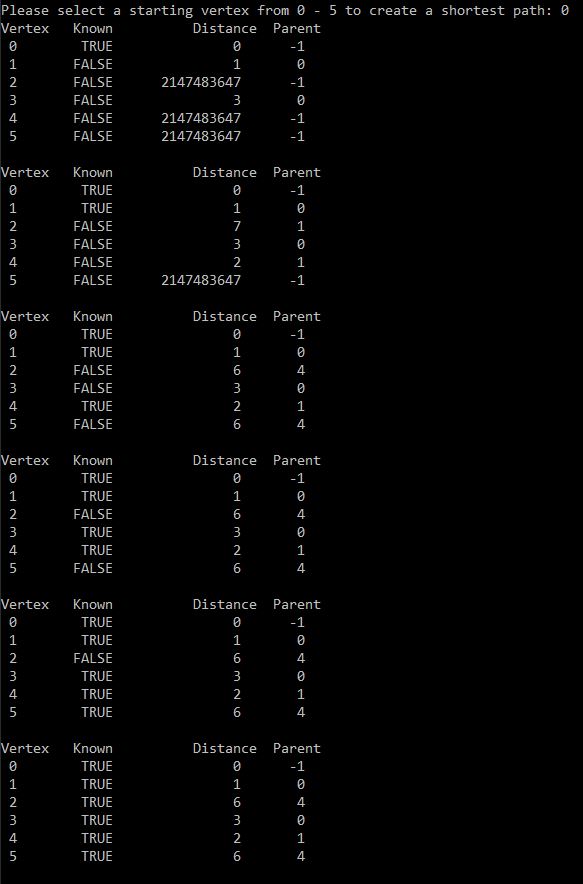 Please select a starting vertex from 0 - 5 to create a shortest path: 0
Vertex   Known          Distance  Parent
 0        TRUE               0      -1
 1       FALSE               1       0
 2       FALSE      2147483647      -1
 3       FALSE               3       0
 4       FALSE      2147483647      -1
 5       FALSE      2147483647      -1

Vertex   Known          Distance  Parent
 0        TRUE               0      -1
 1        TRUE               1       0
 2       FALSE               7       1
 3       FALSE               3       0
 4       FALSE               2       1
 5       FALSE      2147483647      -1

Vertex   Known          Distance  Parent
 0        TRUE               0      -1
 1        TRUE               1       0
 2       FALSE               6       4
 3       FALSE               3       0
 4        TRUE               2       1
 5       FALSE               6       4

Vertex   Known          Distance  Parent
 0        TRUE               0      -1
 1        TRUE               1       0
 2       FALSE               6       4
 3        TRUE               3       0
 4        TRUE               2       1
 5       FALSE               6       4

Vertex   Known          Distance  Parent
 0        TRUE               0      -1
 1        TRUE               1       0
 2       FALSE               6       4
 3        TRUE               3       0
 4        TRUE               2       1
 5        TRUE               6       4

Vertex   Known          Distance  Parent
 0        TRUE               0      -1
 1        TRUE               1       0
 2        TRUE               6       4
 3        TRUE               3       0
 4        TRUE               2       1
 5        TRUE               6       4